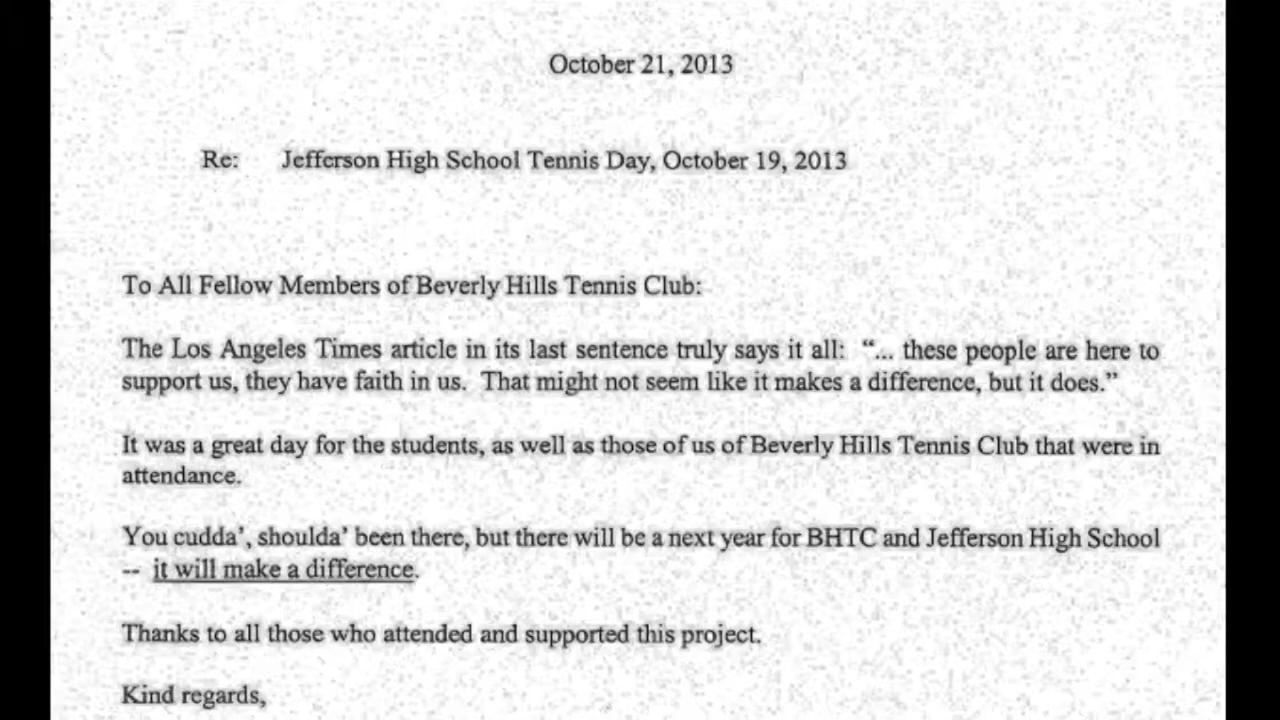 October 21, 2013
Re: Jefferson High School Tennis Day, October 19, 2013
To All Fellow Members of Beverly Hills Tennis Club:
The Los Angeles Times article in its last sentence truly says it all: “... these people are here to
support us, they have faith in us. That might not seem like it makes a difference, but it does.”
It was a great day for the students, as well as those of us of Beverly Hills Tennis Club that were in
attendance.
You cudda’, shoulda’ been there, but there will be a next year for BHTC and Jefferson High School
-- it will make a difference.
Thanks to all those who attended and supported this project.
Kind regards,